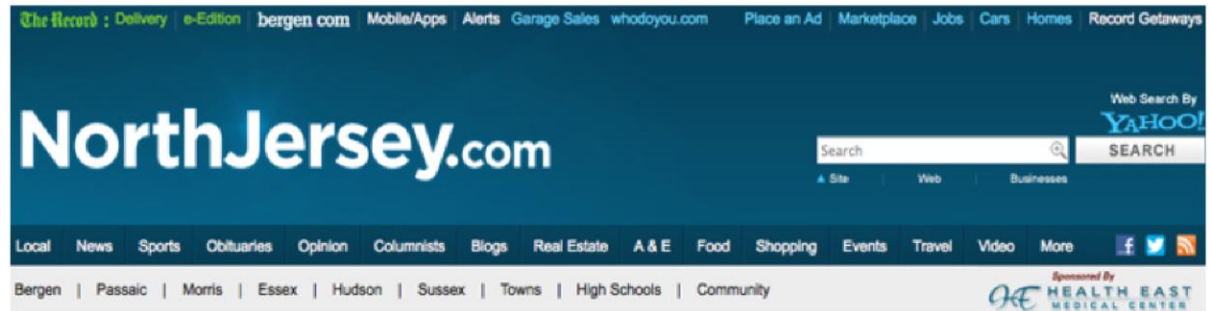 The Record : Delivery e-Edition bergen.com Mobile/Apps Alerts Garage Sales whodoyou.com Place an Ad Marketplace Jobs Cars Homes Record Getaways
Web Search By
YAHOO!
NorthJersey.com
Search SEARCH
Site Web Businesses
Local News Sports Obituaries Opinion Columnists Blogs Real Estate A & E Food Shopping Events Travel Video More f
Sponsored By
Bergen | Passaic | Morris | Essex | Hudson | Sussex | Towns | High Schools | Community
HE HEALTH EAST
MEDICAL CENTER